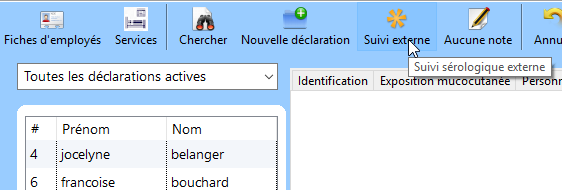 Fiches d'employés Services Chercher Nouvelle déclaration Suivi externe Aucune note Annu
Suivi sérologique externe
Toutes les déclarations actives
Identification Exposition mucocutanée Personn
# Prénom Nom
4 jocelyne belanger
6 francoise bouchard